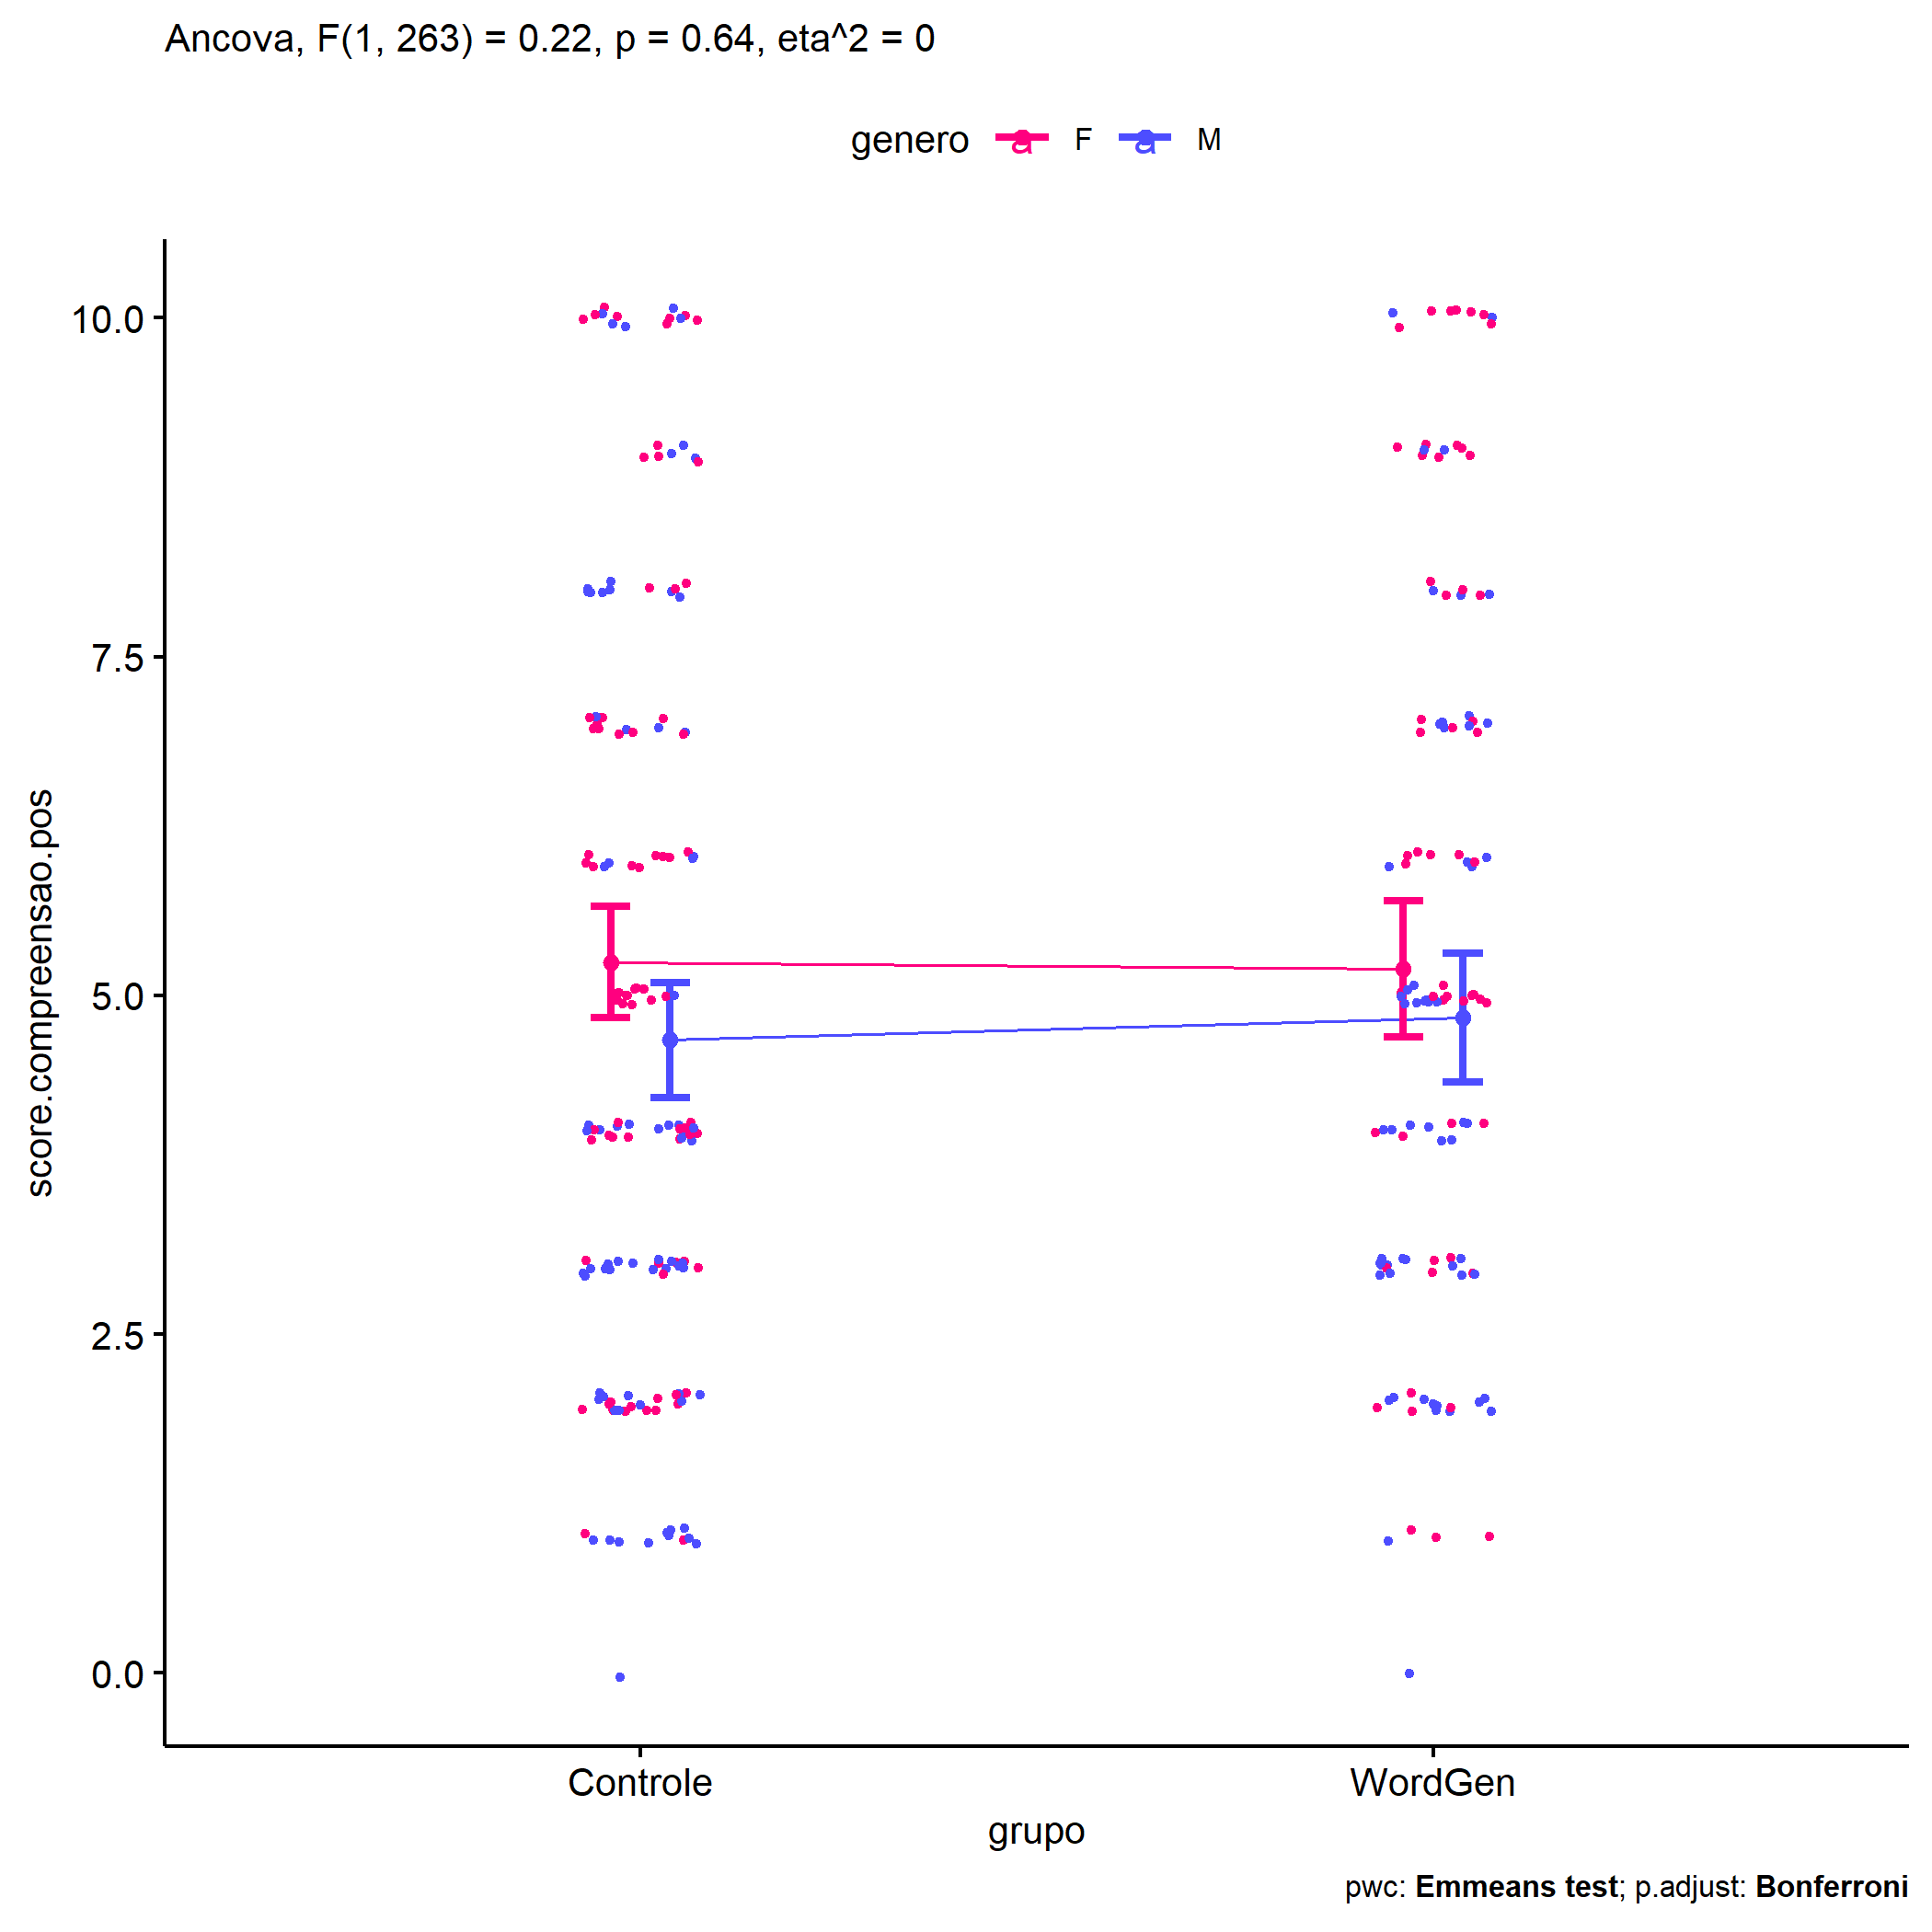 Ancova, F(1, 263) = 0.22, p = 0.64, eta^2 = 0
genero a F a M
10.0
7.5
5.0
2.5
0.0
score.compreensao.pos
Controle WordGen
grupo
pwc: Emmeans test; p.adjust: Bonferroni